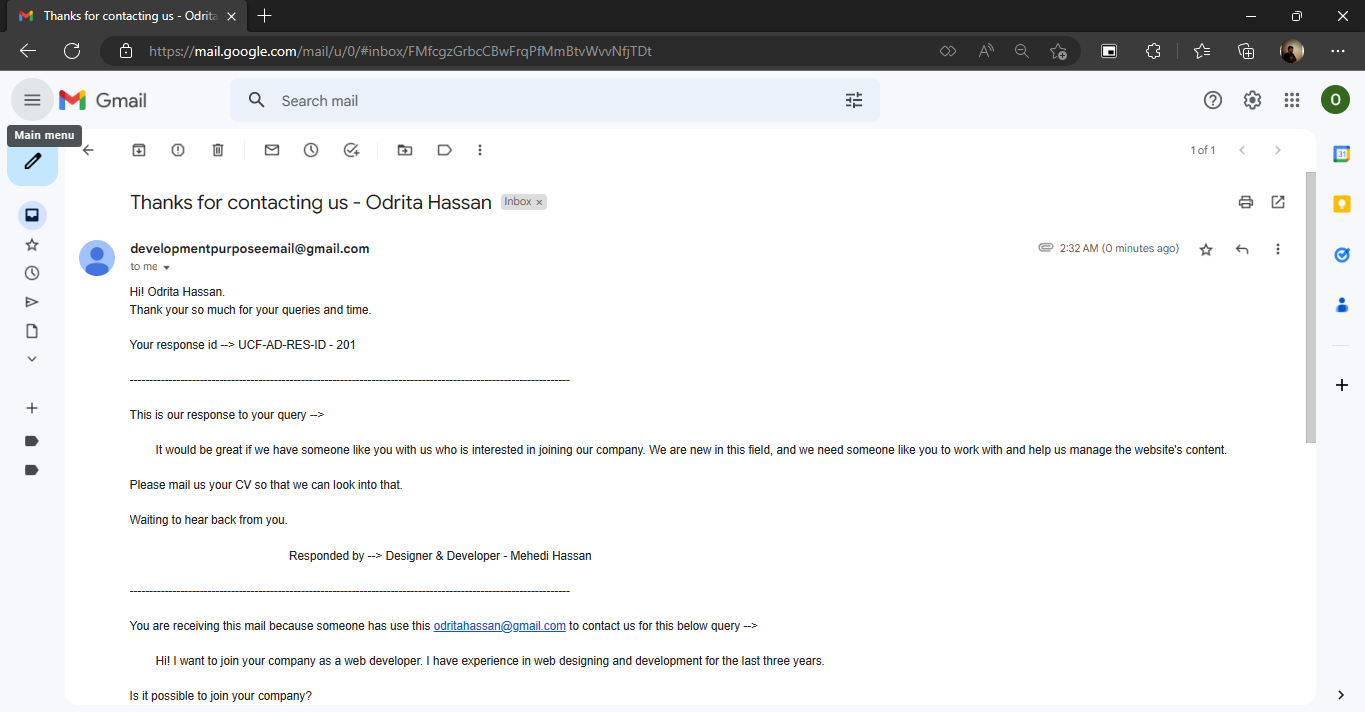 Thanks for contacting us - Odrita
https://mail.google.com/mail/u/0/#inbox/FMfcgzGrbcCBwFrqPfMmBtvWvvNfjTDt
Gmail
Search mail
O
Main menu
1 of 1
31
Thanks for contacting us - Odrita Hassan Inbox ×
developmentpurposeemail@gmail.com
2:32 AM (0 minutes ago)
to me
Hi! Odrita Hassan.
Thank your so much for your queries and time.
Your response id --> UCF-AD-RES-ID - 201
----------------------------------------------------------------------------------------------------------------
This is our response to your query -->
It would be great if we have someone like you with us who is interested in joining our company. We are new in this field, and we need someone like you to work with and help us manage the website's content.
Please mail us your CV so that we can look into that.
Waiting to hear back from you.
Responded by --> Designer & Developer - Mehedi Hassan
----------------------------------------------------------------------------------------------------------------
You are receiving this mail because someone has use this odritahassan@gmail.com to contact us for this below query -->
Hi! I want to join your company as a web developer. I have experience in web designing and development for the last three years.
Is it possible to join your company?